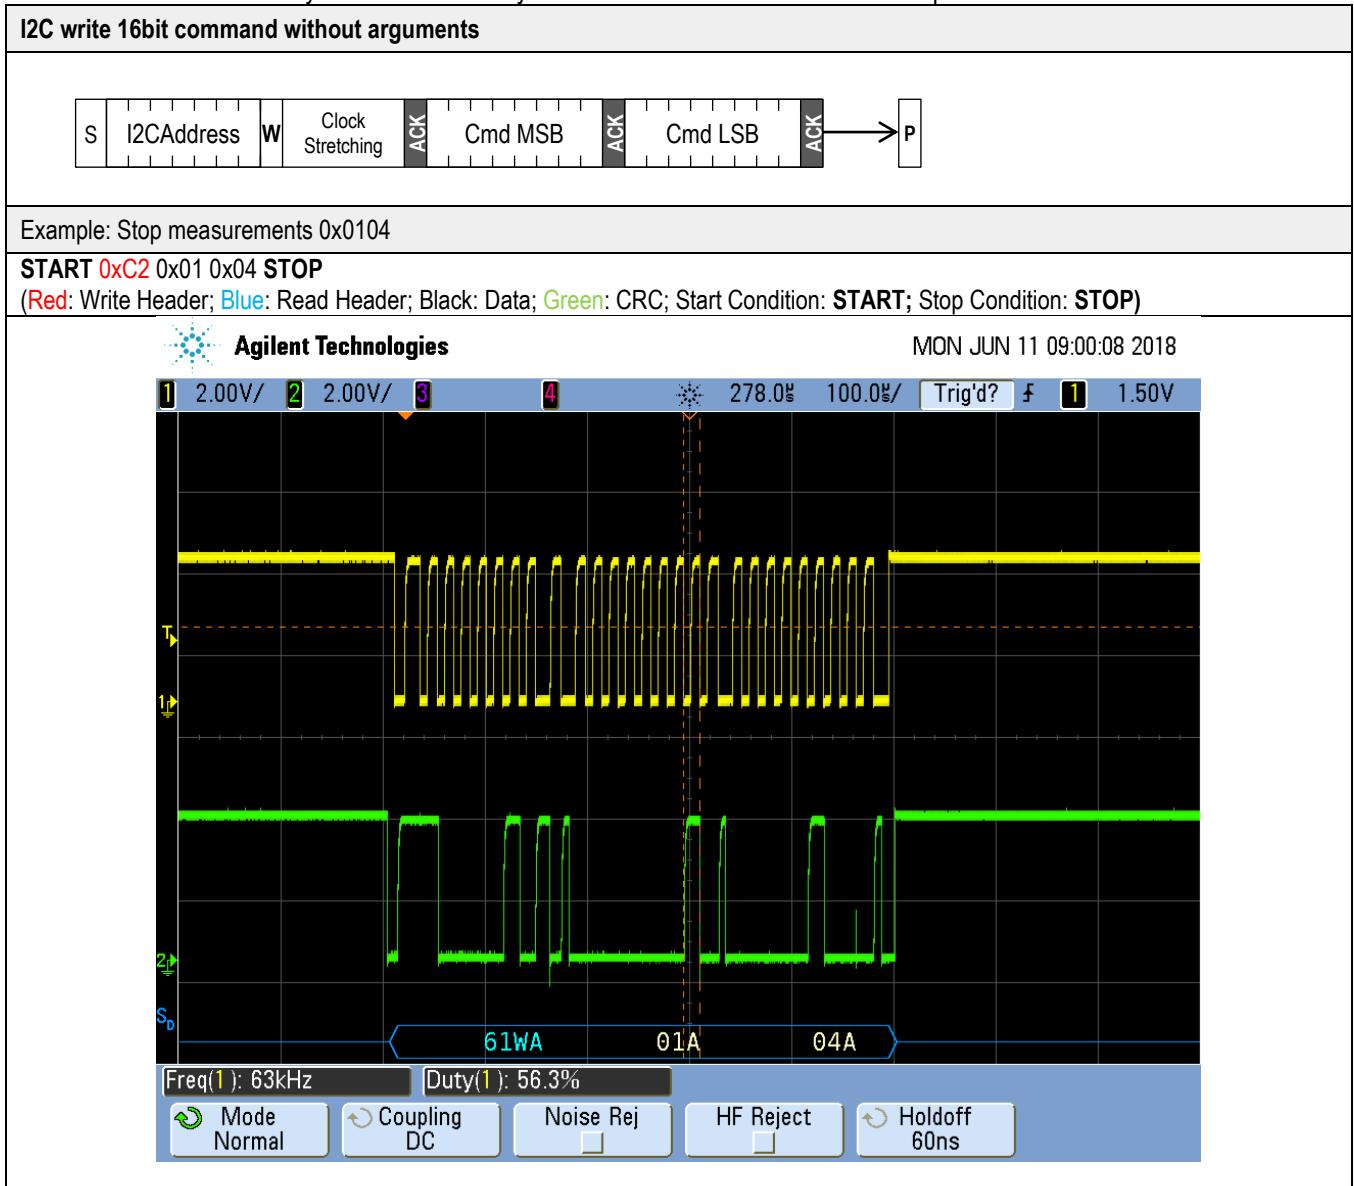 I2C write 16bit command without arguments
S I2CAddress W Clock Stretching ACK Cmd MSB ACK Cmd LSB ACK P
Example: Stop measurements 0x0104
START 0xC2 0x01 0x04 STOP
(Red: Write Header; Blue: Read Header; Black: Data; Green: CRC; Start Condition: START; Stop Condition: STOP)
Agilent Technologies MON JUN 11 09:00:08 2018
1 2.00V/ 2 2.00V/ 3 4 278.0µs 100.0µs/ Trig'd? 1 1.50V
T
1
2
SD
61WA 01A 04A
Freq(1): 63kHz Duty(1): 56.3%
Mode Coupling Noise Rej HF Reject Holdoff
Normal DC 60ns